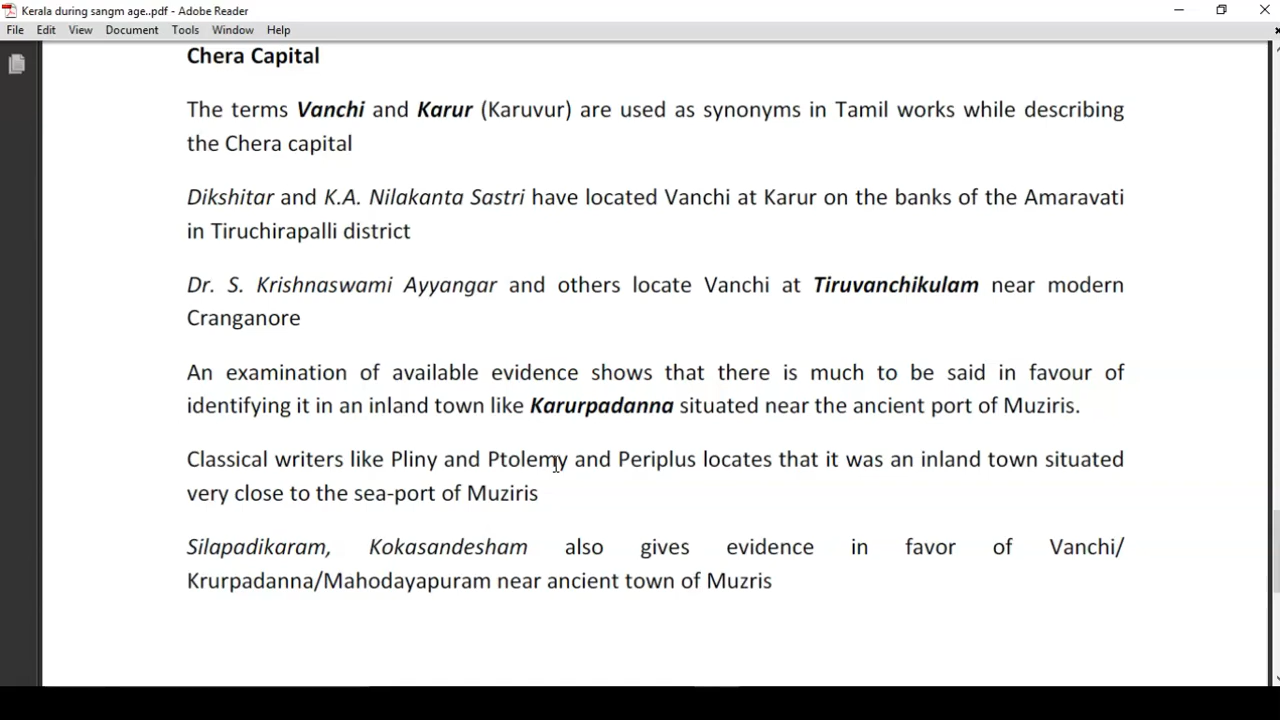 Kerala during sangm age..pdf - Adobe Reader
File Edit View Document Tools Window Help
Chera Capital
The terms Vanchi and Karur (Karuvur) are used as synonyms in Tamil works while describing
the Chera capital
Dikshitar and K.A. Nilakanta Sastri have located Vanchi at Karur on the banks of the Amaravati
in Tiruchirapalli district
Dr. S. Krishnaswami Ayyangar and others locate Vanchi at Tiruvanchikulam near modern
Cranganore
An examination of available evidence shows that there is much to be said in favour of
identifying it in an inland town like Karurpadanna situated near the ancient port of Muziris.
Classical writers like Pliny and Ptolemy and Periplus locates that it was an inland town situated
very close to the sea-port of Muziris
Silapadikaram, Kokasandesham also gives evidence in favor of Vanchi/
Krurpadanna/Mahodayapuram near ancient town of Muzris